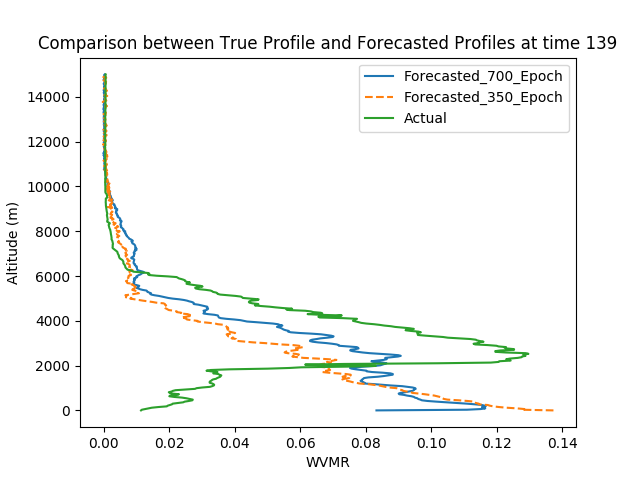 Comparison between True Profile and Forecasted Profiles at time 139
Forecasted_700_Epoch
Forecasted_350_Epoch
Actual
14000
12000
10000
8000
6000
4000
2000
0
Altitude (m)
0.00 0.02 0.04 0.06 0.08 0.10 0.12 0.14
WVMR